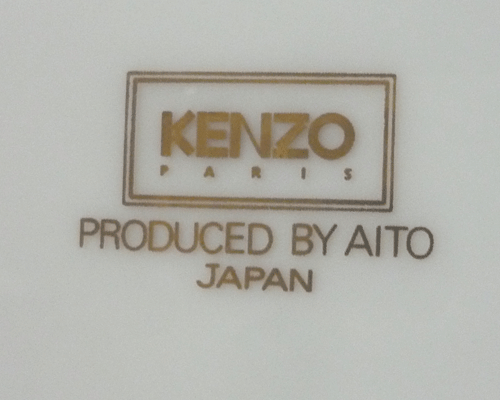 KENZO
PARIS
PRODUCED BY AITO
JAPAN